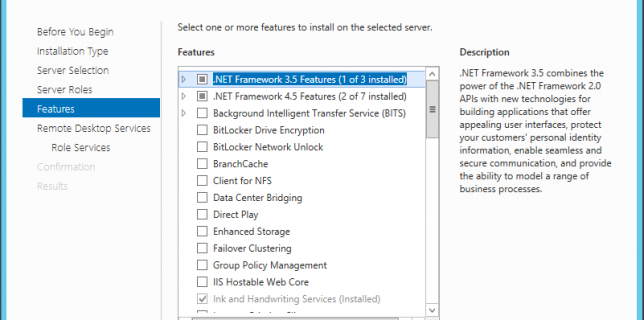 Select one or more features to install on the selected server.
Before You Begin
Installation Type
Server Selection
Server Roles
Features
Remote Desktop Services
Role Services
Confirmation
Results
Features
.NET Framework 3.5 Features (1 of 3 installed)
.NET Framework 4.5 Features (2 of 7 installed)
Background Intelligent Transfer Service (BITS)
BitLocker Drive Encryption
BitLocker Network Unlock
BranchCache
Client for NFS
Data Center Bridging
Direct Play
Enhanced Storage
Failover Clustering
Group Policy Management
IIS Hostable Web Core
Ink and Handwriting Services (Installed)
Description
.NET Framework 3.5 combines the
power of the .NET Framework 2.0
APIs with new technologies for
building applications that offer
appealing user interfaces, protect
your customers' personal identity
information, enable seamless and
secure communication, and provide
the ability to model a range of
business processes.